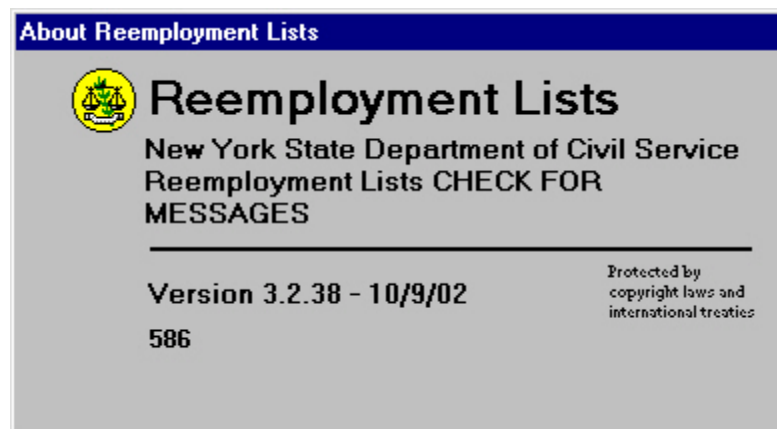 About Reemployment Lists
Reemployment Lists
New York State Department of Civil Service
Reemployment Lists CHECK FOR
MESSAGES
Version 3.2.38 - 10/9/02
Protected by
copyright laws and
international treaties
586